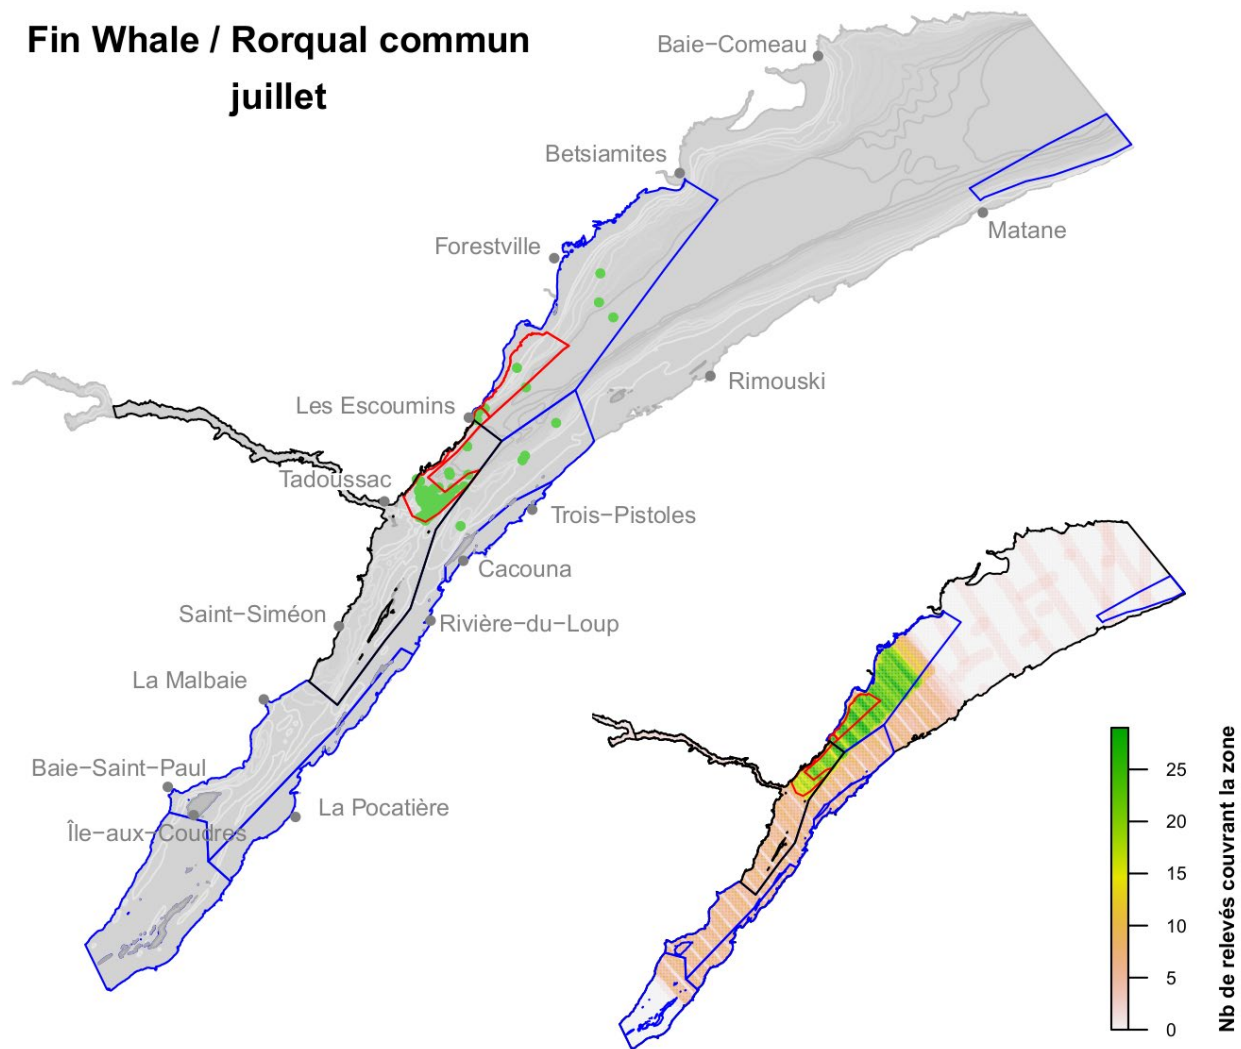 Fin Whale / Rorqual commun
juillet
Baie−Comeau
Betsiamites
Forestville
Matane
Rimouski
Les Escoumins
Tadoussac
Trois−Pistoles
Cacouna
Saint−Siméon
Rivière−du−Loup
La Malbaie
Baie−Saint−Paul
La Pocatière
Île−aux−Coudres
25
20
15
10
5
0
Nb de relevés couvrant la zone